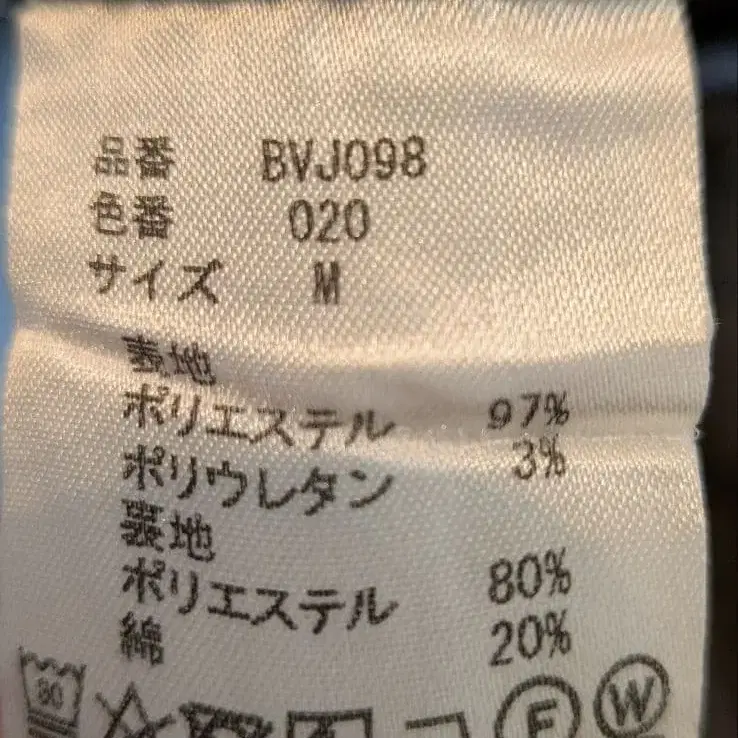 品番 BVJ098
色番 020
サイズ M
表地
ポリエステル 97%
ポリウレタン 3%
裏地
ポリエステル 80%
綿 20%
F W